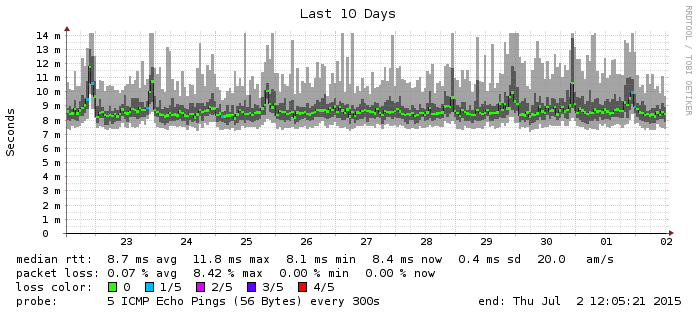 Last 10 Days
RRDTOOL / TOBI OETIKER
Seconds
14 m
13 m
12 m
11 m
10 m
9 m
8 m
7 m
6 m
5 m
4 m
3 m
2 m
1 m
0
23 24 25 26 27 28 29 30 01 02
median rtt: 8.7 ms avg 11.8 ms max 8.1 ms min 8.4 ms now 0.4 ms sd 20.0 am/s
packet loss: 0.07 % avg 8.42 % max 0.00 % min 0.00 % now
loss color: 0 1/5 2/5 3/5 4/5
probe: 5 ICMP Echo Pings (56 Bytes) every 300s end: Thu Jul 2 12:05:21 2015